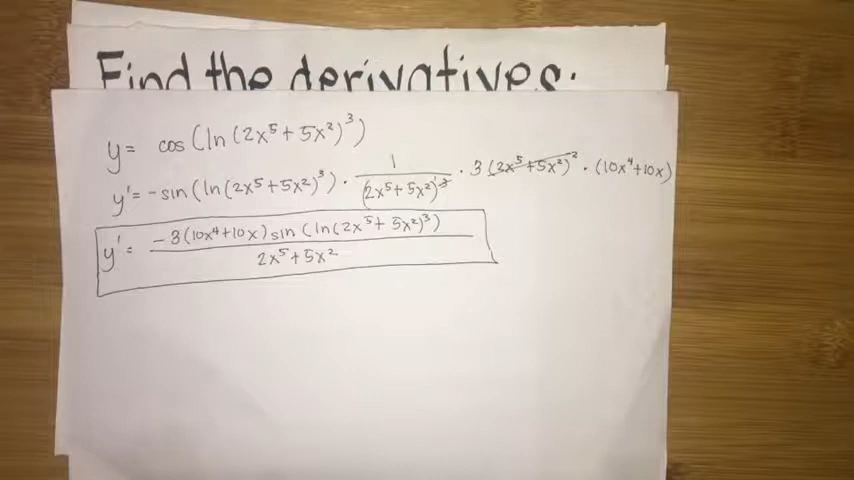 Find the derivatives:
y = cos(ln(2x⁵+5x²)³)
y' = -sin(ln(2x⁵+5x²)³) · 1/(2x⁵+5x²)³ · 3(2x⁵+5x²)² · (10x⁴+10x)
y' = -3(10x⁴+10x)sin(ln(2x⁵+5x²)³)/2x⁵+5x²